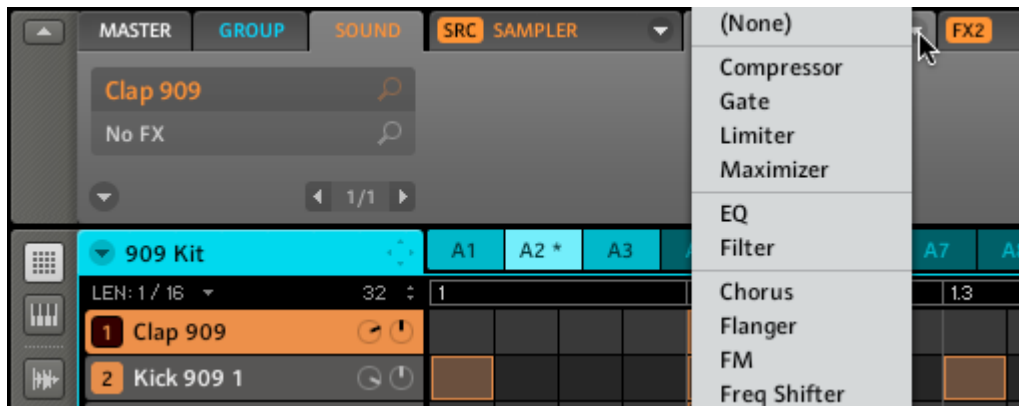 MASTER GROUP SOUND SRC SAMPLER FX2
Clap 909
No FX
1/1
(None)
Compressor
Gate
Limiter
Maximizer
EQ
Filter
Chorus
Flanger
FM
Freq Shifter
909 Kit A1 A2 * A3 A7
LEN: 1 / 16 32 1 1.3
1 Clap 909
2 Kick 909 1